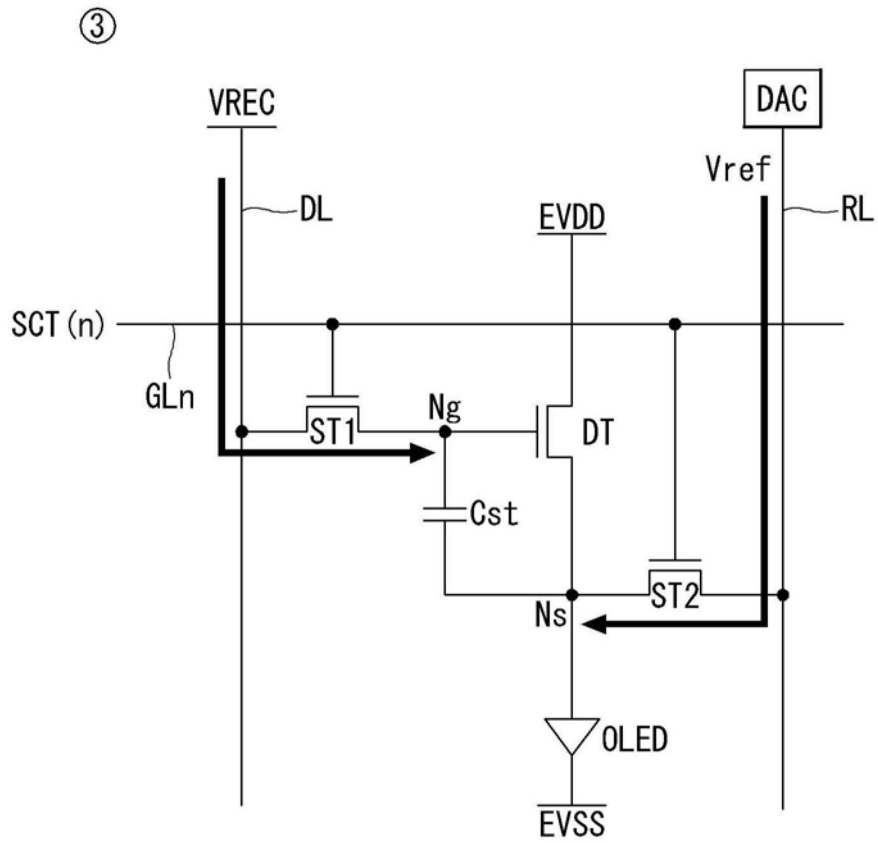 ③
VREC
DAC
Vref
DL
RL
EVDD
SCT(n)
GLn
ST1
Ng
DT
Cst
ST2
Ns
OLED
EVSS